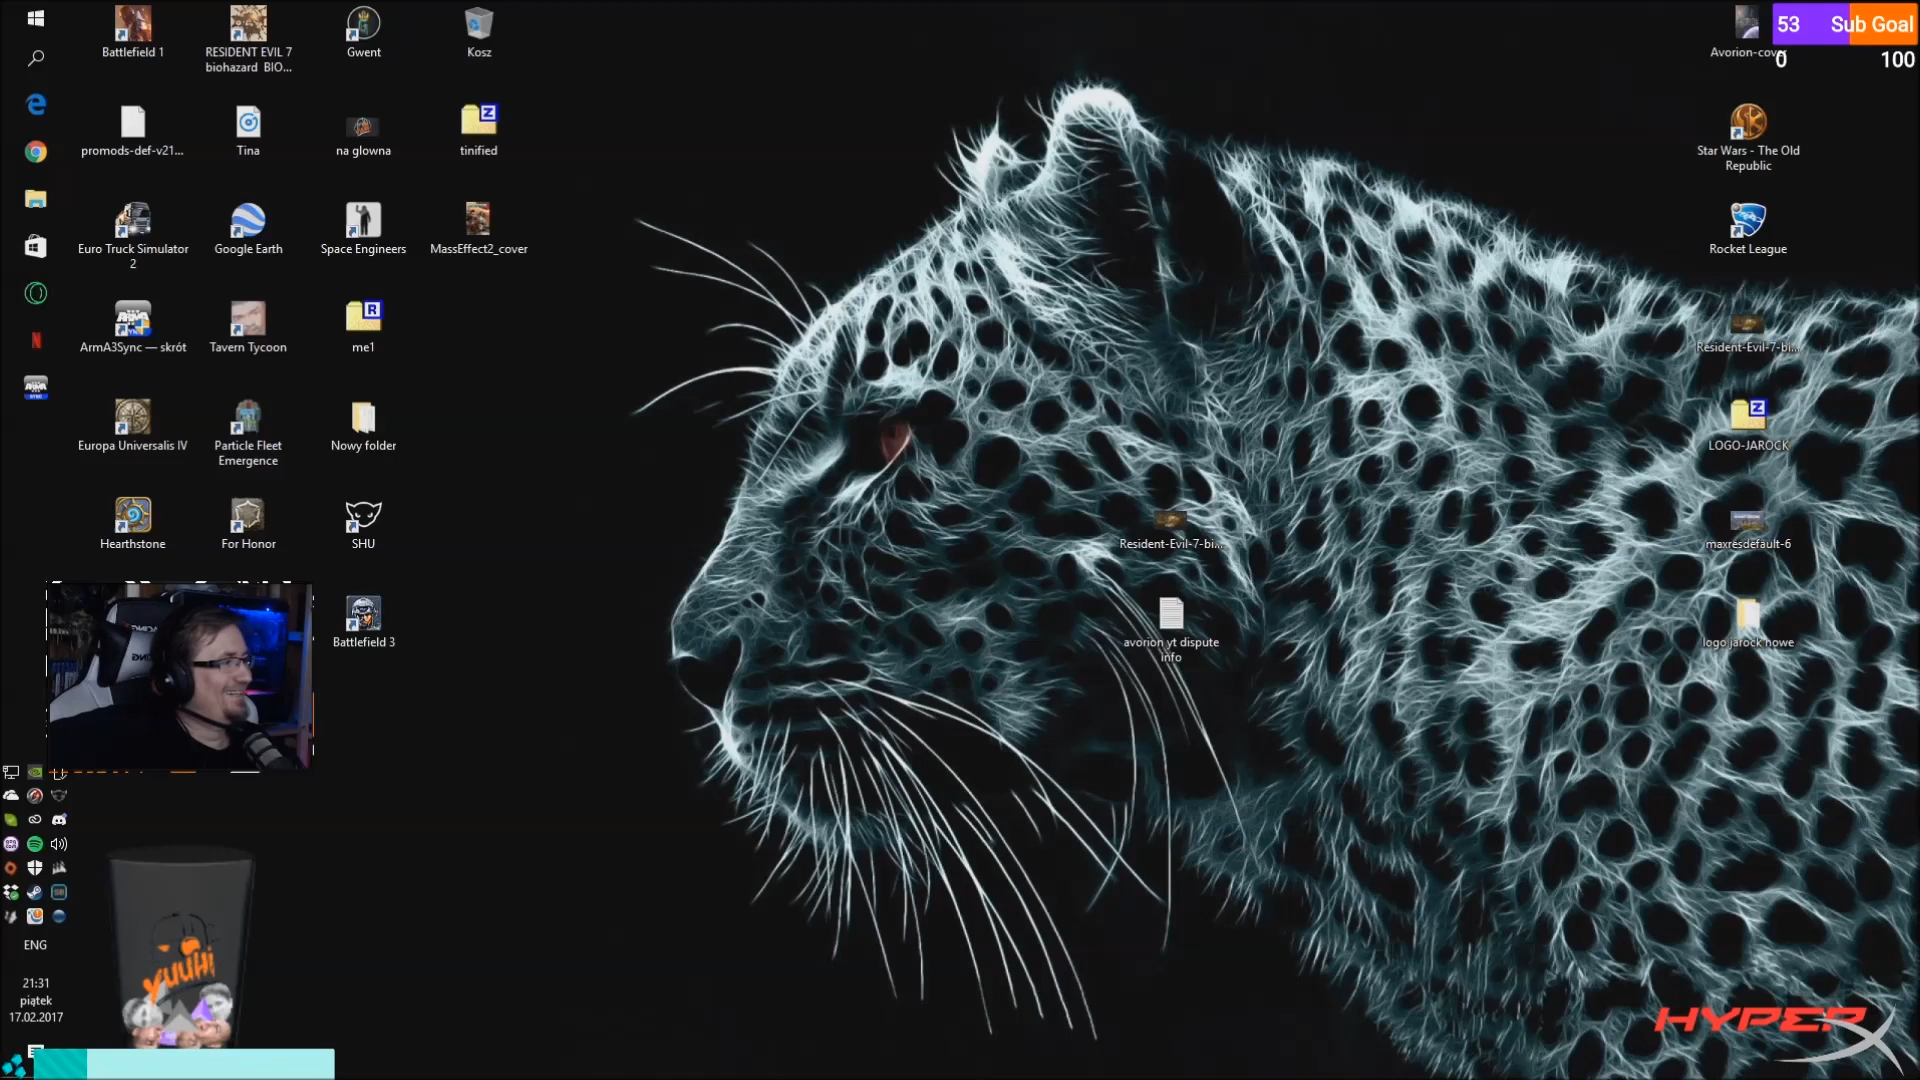 Battlefield 1
RESIDENT EVIL 7
biohazard BIO...
Gwent
Kosz
promods-def-v21...
Tina
na glowna
tinified
Euro Truck Simulator
2
Google Earth
Space Engineers
MassEffect2_cover
ArmA3Sync — skrót
Tavern Tycoon
me1
Europa Universalis IV
Particle Fleet
Emergence
Nowy folder
Hearthstone
For Honor
SHU
Battlefield 3
Avorion-cover
53 Sub Goal
0 100
Star Wars - The Old
Republic
Rocket League
Resident-Evil-7-bi...
LOGO-JAROCK
Resident-Evil-7-bi...
maxresdefault-6
avorion yt dispute
info
logo jarock nowe
yuuhi
ENG
21:31
piątek
17.02.2017
HYPERX